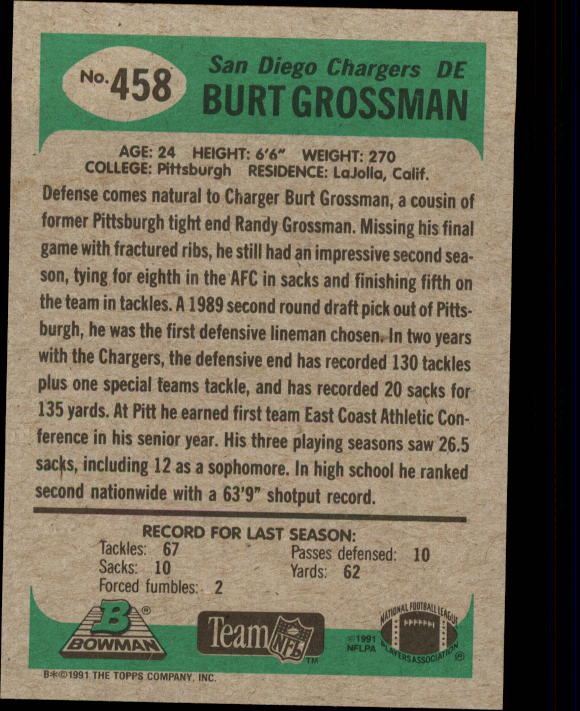 No. 458
San Diego Chargers DE
BURT GROSSMAN
AGE: 24 HEIGHT: 6'6" WEIGHT: 270
COLLEGE: Pittsburgh RESIDENCE: LaJolla, Calif.
Defense comes natural to Charger Burt Grossman, a cousin of
former Pittsburgh tight end Randy Grossman. Missing his final
game with fractured ribs, he still had an impressive second sea-
son, tying for eighth in the AFC in sacks and finishing fifth on
the team in tackles. A 1989 second round draft pick out of Pitts-
burgh, he was the first defensive lineman chosen. In two years
with the Chargers, the defensive end has recorded 130 tackles
plus one special teams tackle, and has recorded 20 sacks for
135 yards. At Pitt he earned first team East Coast Athletic Con-
ference in his senior year. His three playing seasons saw 26.5
sacks, including 12 as a sophomore. In high school he ranked
second nationwide with a 63'9" shotput record.
RECORD FOR LAST SEASON:
Tackles: 67 Passes defensed: 10
Sacks: 10 Yards: 62
Forced fumbles: 2
B ®
BOWMAN
Team NFL TM
© 1991
NFLPA
NATIONAL FOOTBALL LEAGUE
PLAYERS ASSOCIATION ®
B*©1991 THE TOPPS COMPANY, INC.